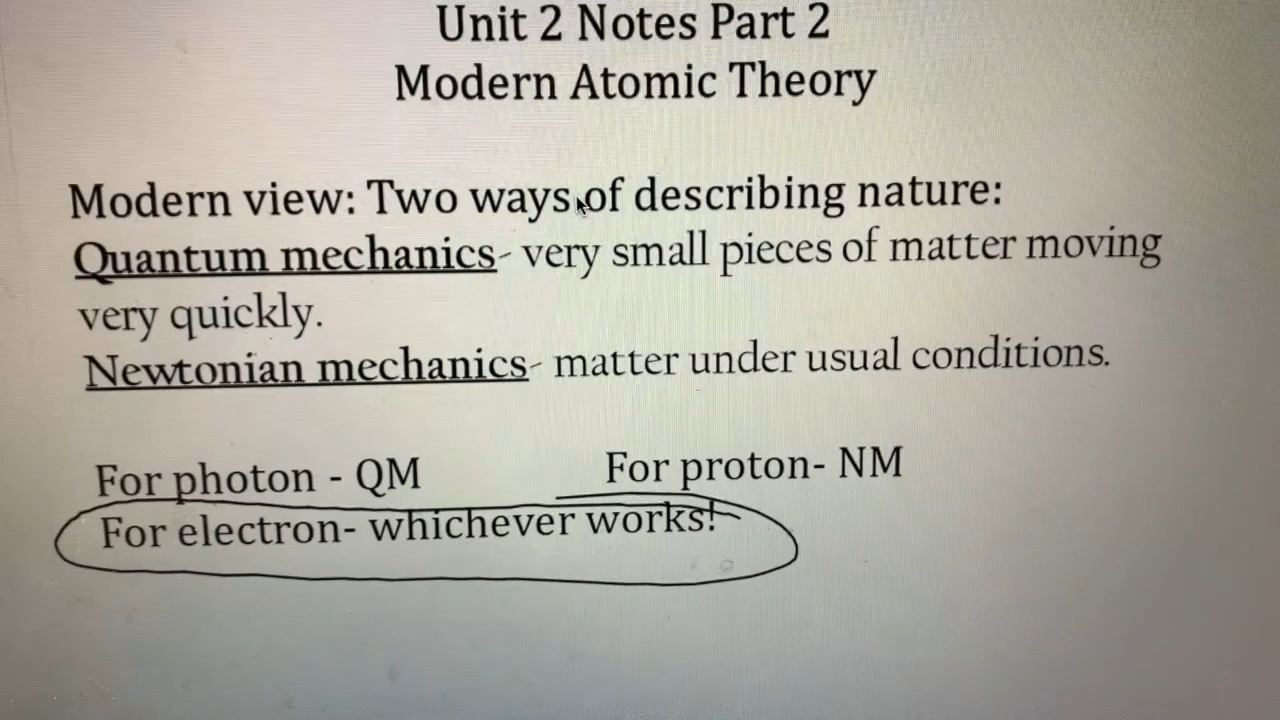 Unit 2 Notes Part 2
Modern Atomic Theory
Modern view: Two ways of describing nature:
Quantum mechanics- very small pieces of matter moving
very quickly.
Newtonian mechanics- matter under usual conditions.
For photon - QM For proton- NM
For electron- whichever works!